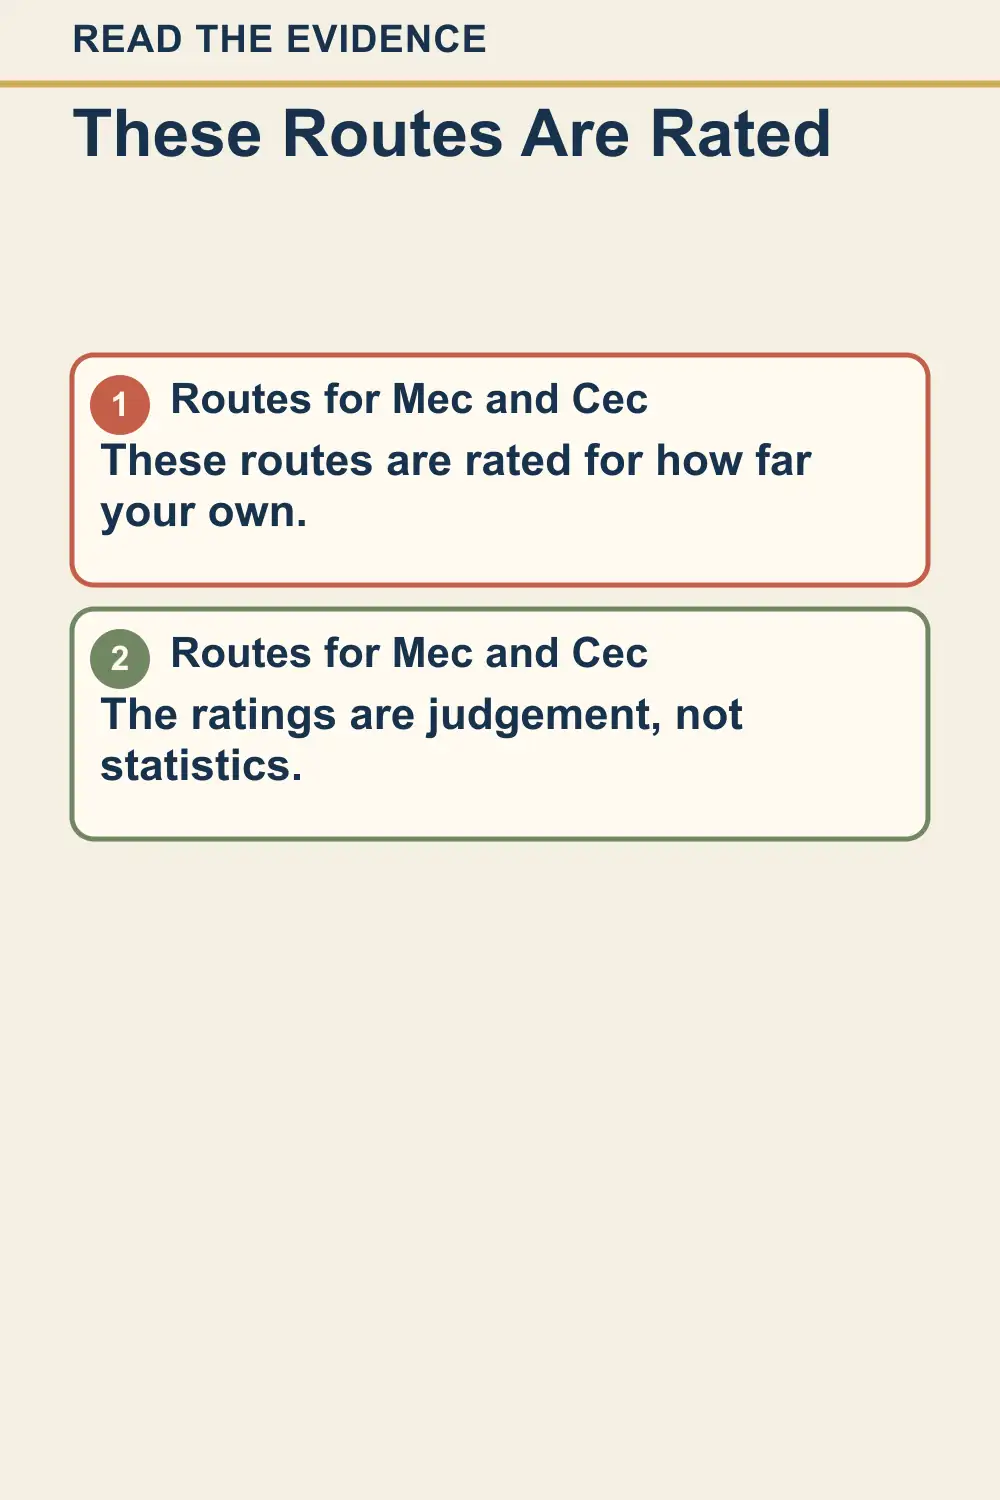 READ THE EVIDENCE
These Routes Are Rated
1 Routes for Mec and Cec
These routes are rated for how far
your own.
2 Routes for Mec and Cec
The ratings are judgement, not
statistics.